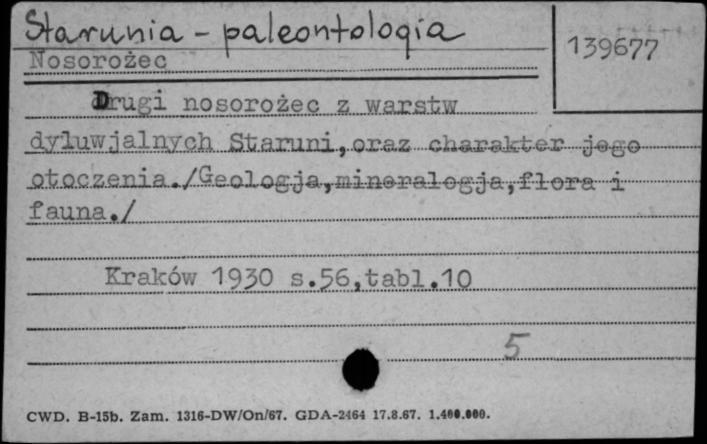 Starunia - paleontologia
139677
Nosorożec
Drugi nosorożec z warstw
dyluwjalnych Staruni,oraz charakter jego
otoczenia./Geologja,mineralogja,flora i
fauna./
Kraków 1930 s.56,tabl.10
5
CWD. B-15b. Zam. 1316-DW/On/67. GDA-2464 17.8.67. 1.400.000.